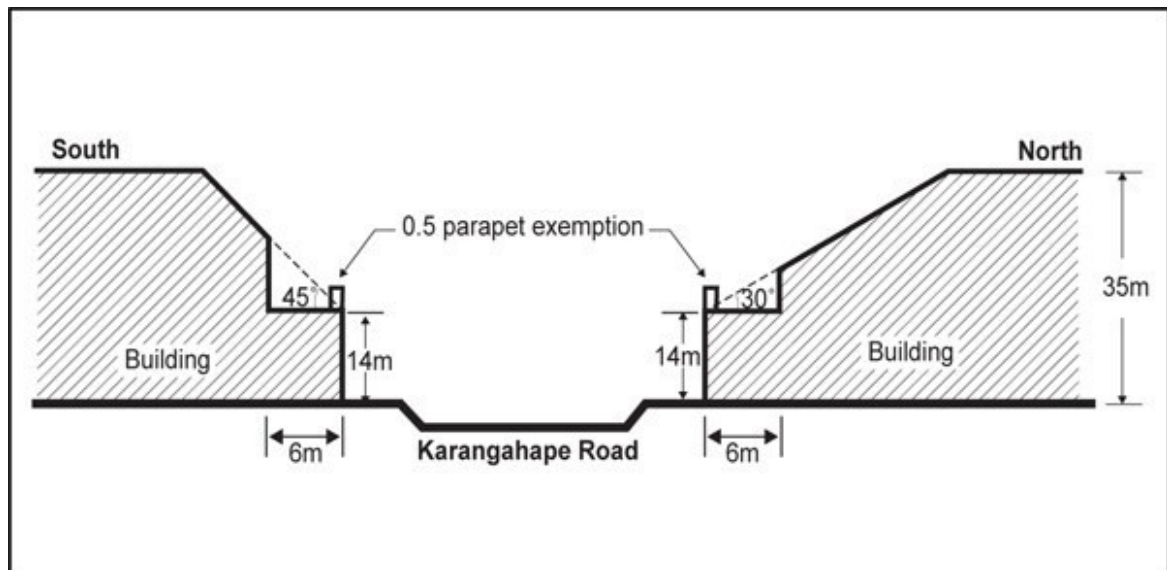 South
North
0.5 parapet exemption
45°
30°
35m
Building
14m
14m
Building
6m
Karangahape Road
6m